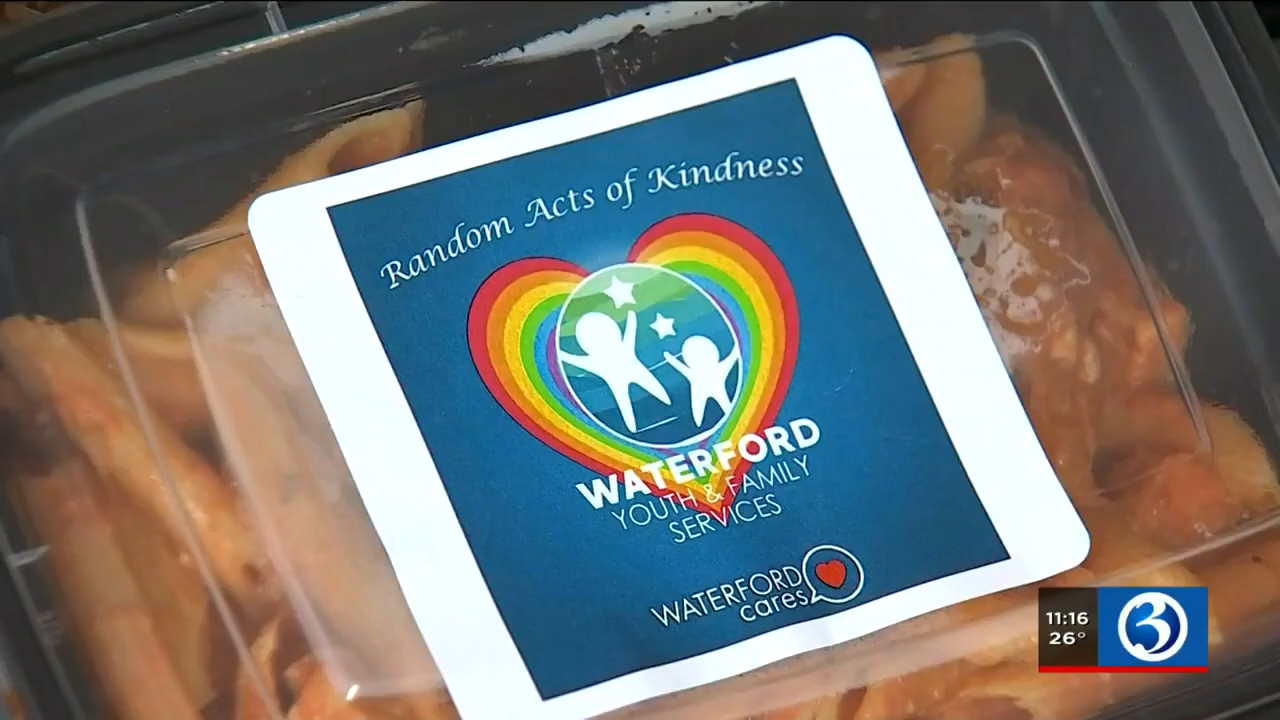 Random Acts of Kindness
WATERFORD
YOUTH & FAMILY
SERVICES
WATERFORD
cares
11:16
26°
3